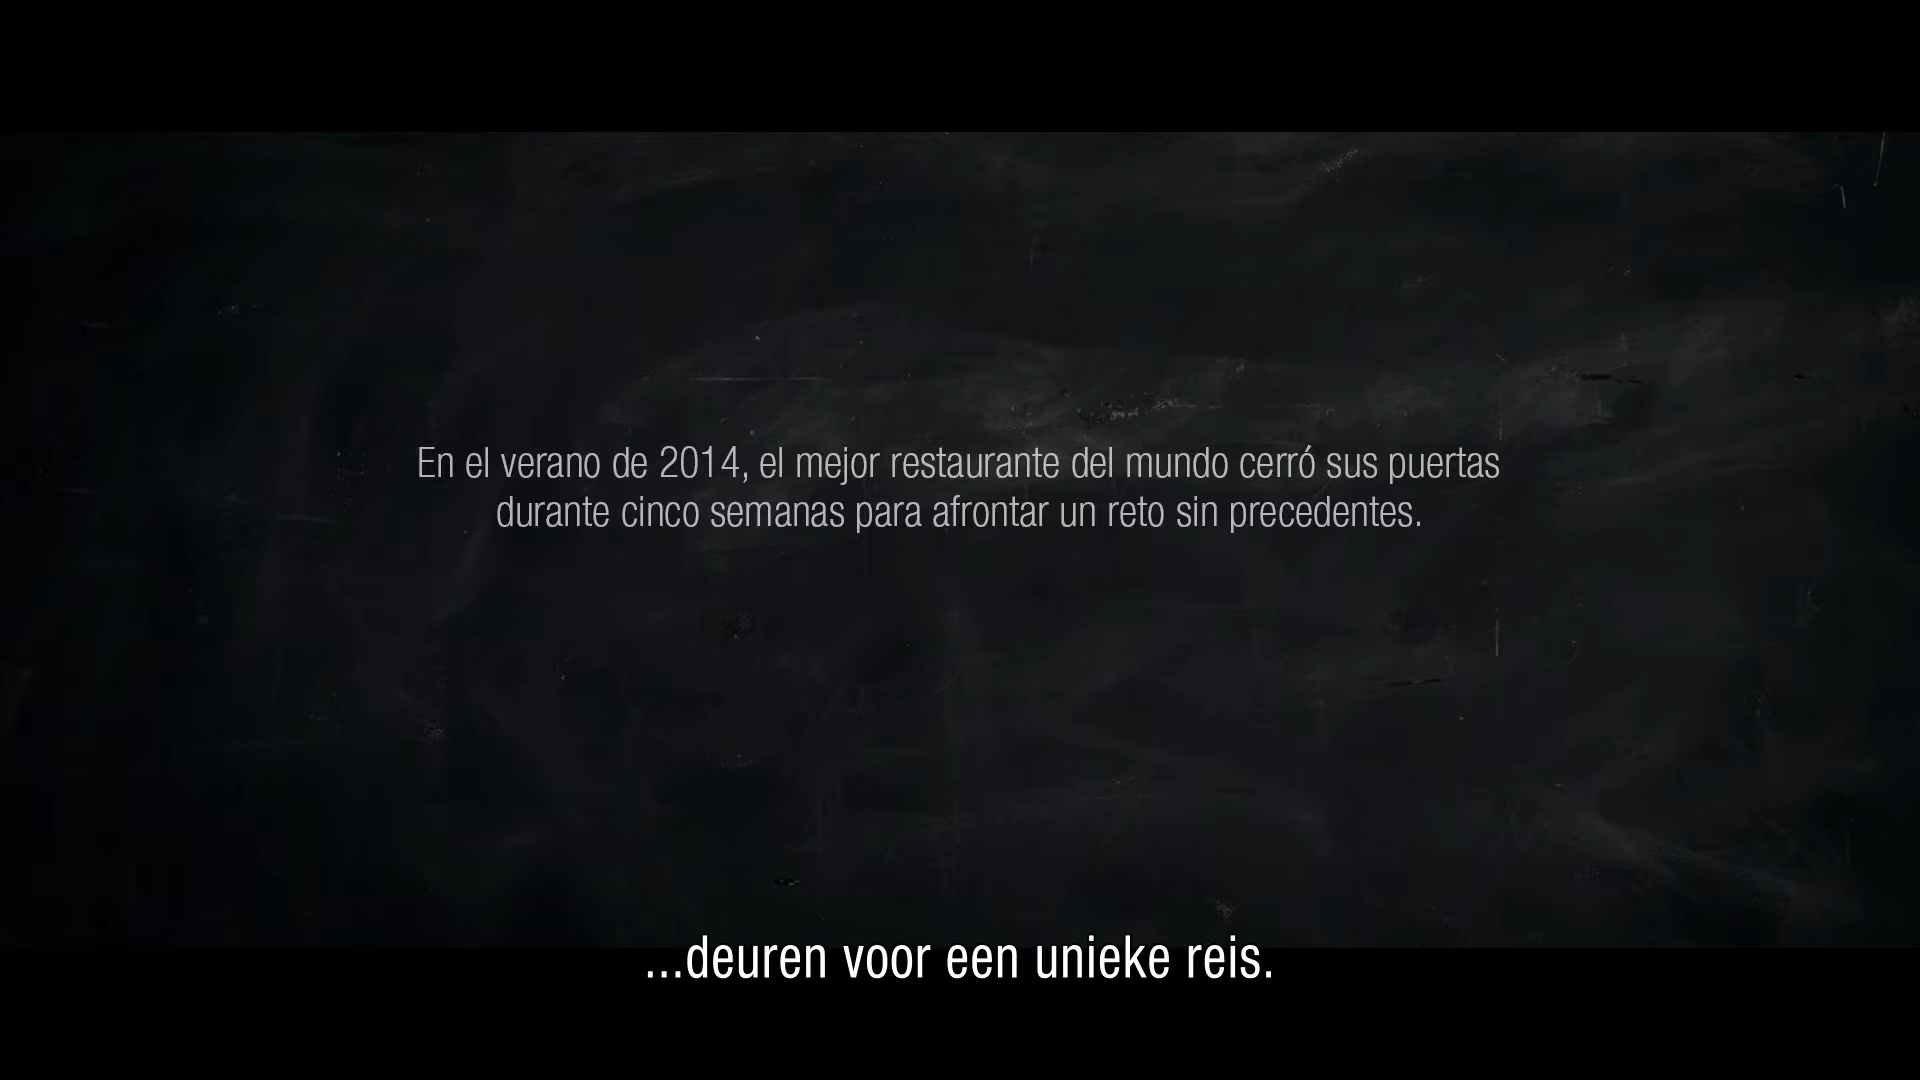 En el verano de 2014, el mejor restaurante del mundo cerró sus puertas
durante cinco semanas para afrontar un reto sin precedentes.
...deuren voor een unieke reis.